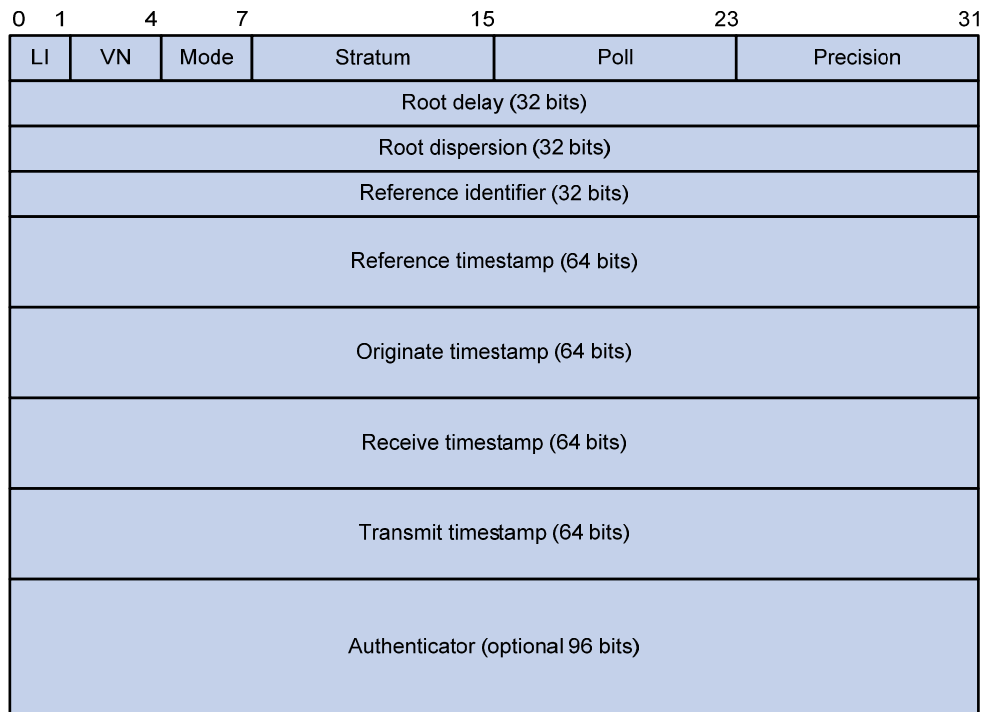 0 1 4 7 15 23 31
LI VN Mode Stratum Poll Precision
Root delay (32 bits)
Root dispersion (32 bits)
Reference identifier (32 bits)
Reference timestamp (64 bits)
Originate timestamp (64 bits)
Receive timestamp (64 bits)
Transmit timestamp (64 bits)
Authenticator (optional 96 bits)